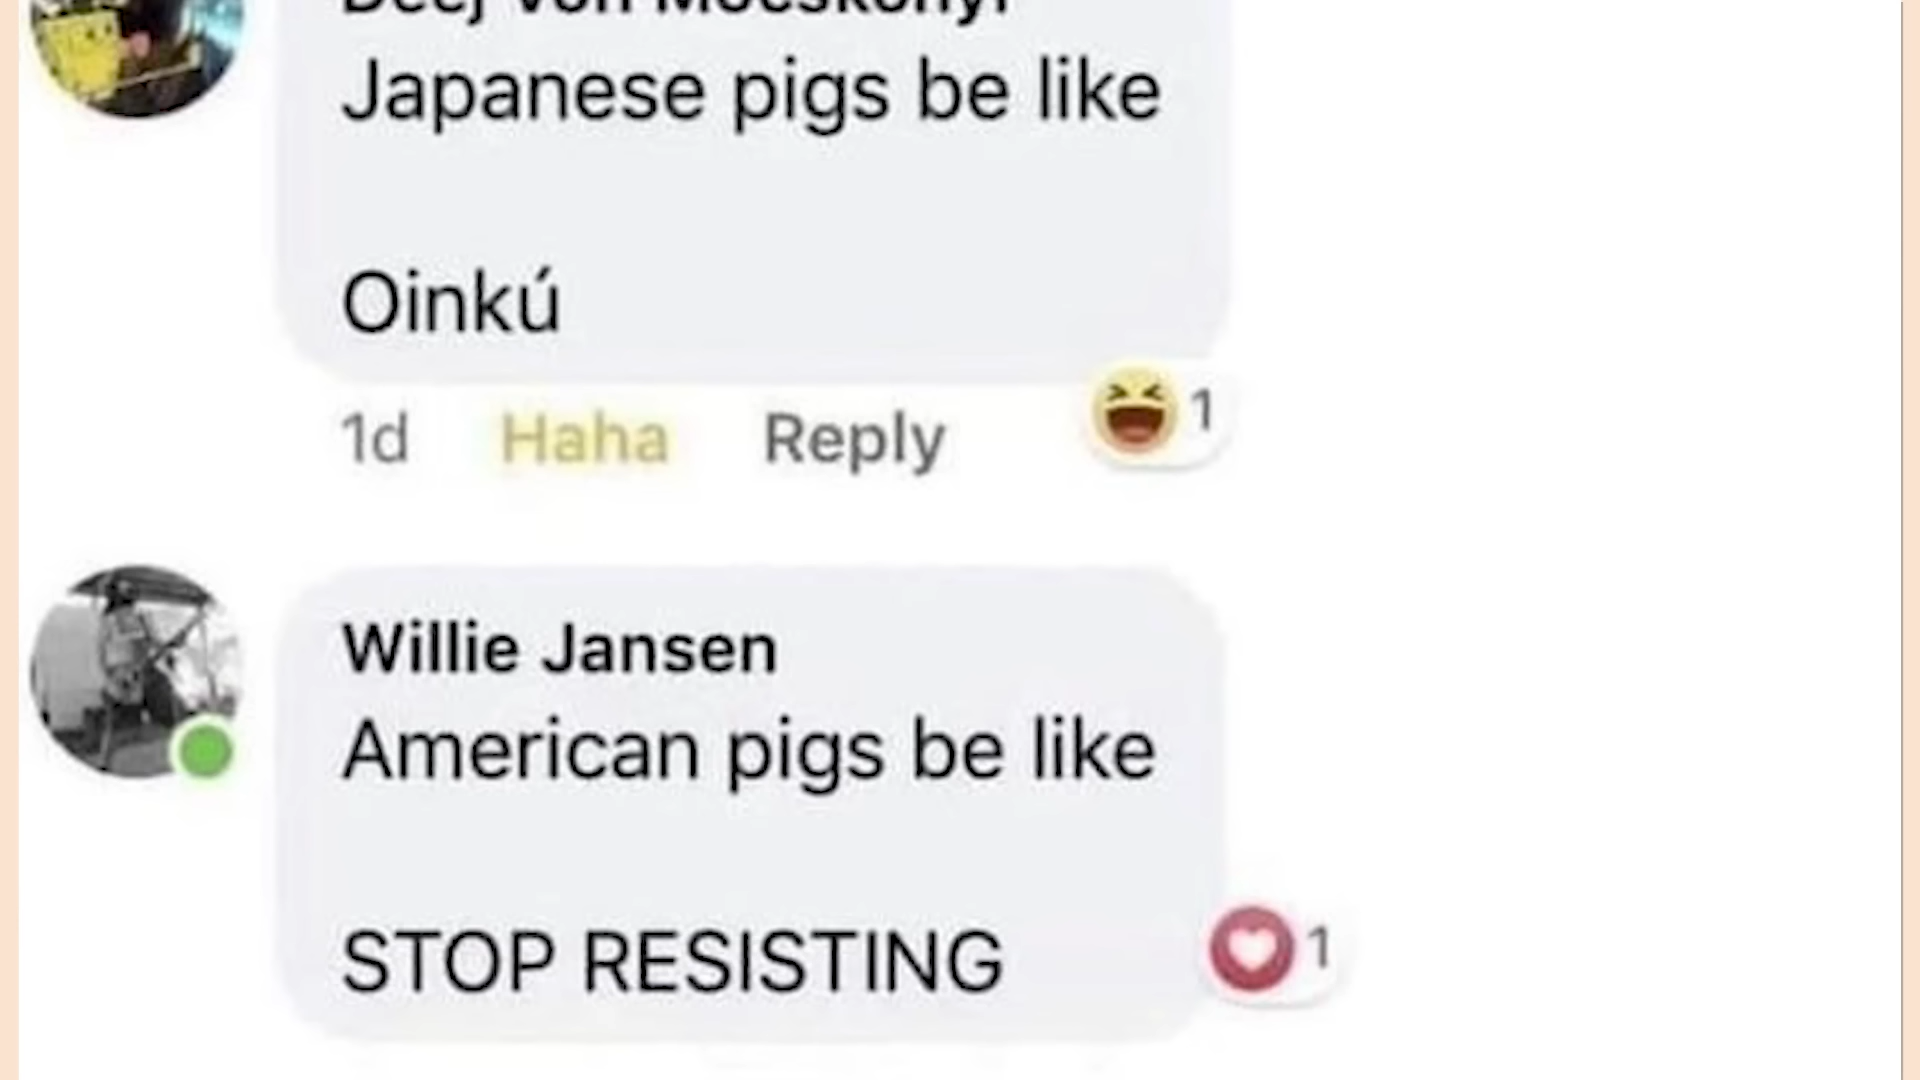 Japanese pigs be like
Oinkú
1d Haha Reply 1
Willie Jansen
American pigs be like
STOP RESISTING
1